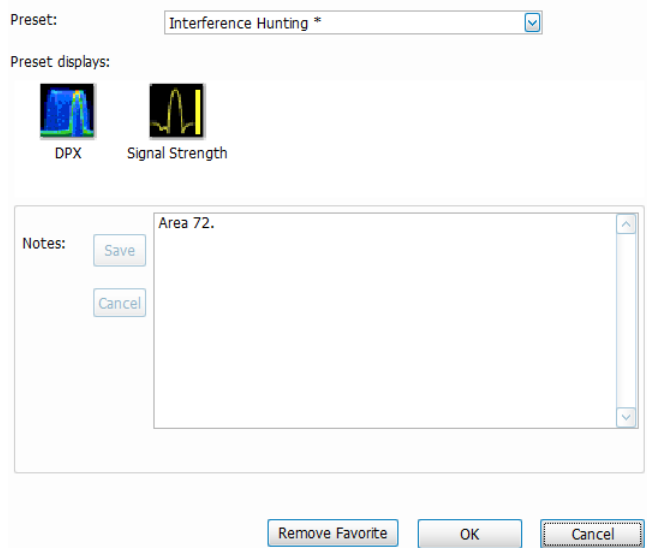 Preset: Interference Hunting *
Preset displays:
DPX Signal Strength
Area 72.
Notes: Save
Cancel
Remove Favorite OK Cancel